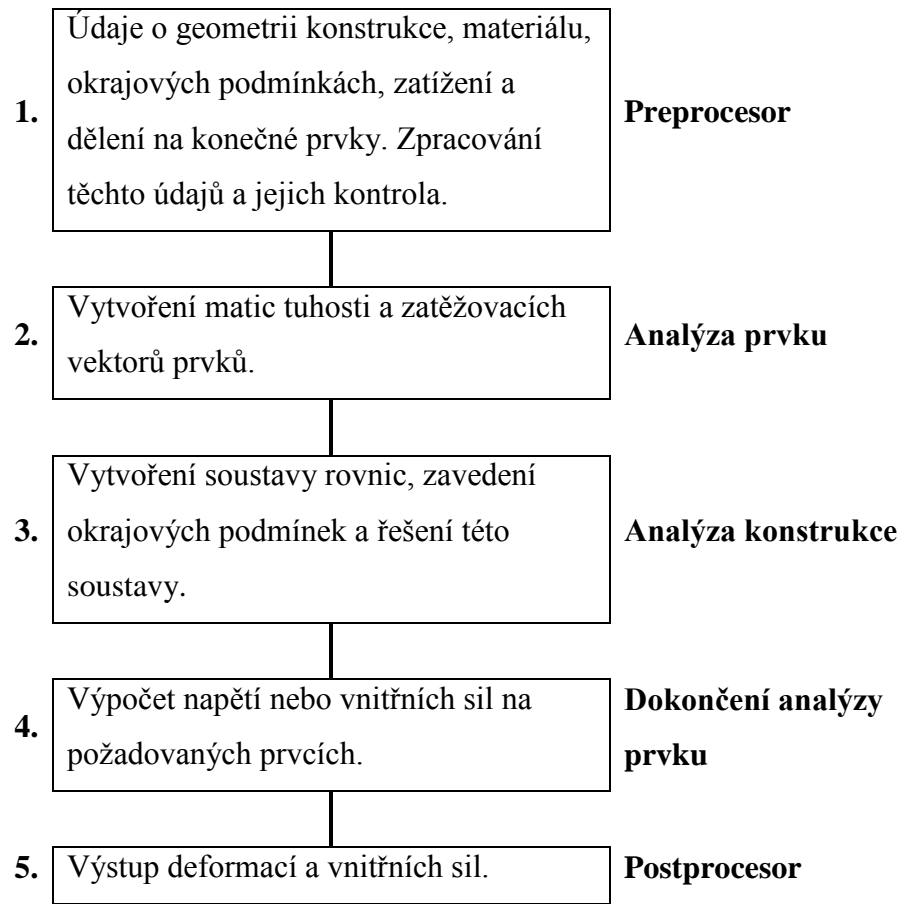 Údaje o geometrii konstrukce, materiálu,
okrajových podmínkách, zatížení a
1.
dělení na konečné prvky. Zpracování
těchto údajů a jejich kontrola.
Preprocesor
Vytvoření matic tuhosti a zatěžovacích
2.
vektorů prvků.
Analýza prvku
Vytvoření soustavy rovnic, zavedení
3.
okrajových podmínek a řešení této
soustavy.
Analýza konstrukce
4.
Výpočet napětí nebo vnitřních sil na
požadovaných prvcích.
Dokončení analýzy
prvku
5.
Výstup deformací a vnitřních sil.
Postprocesor